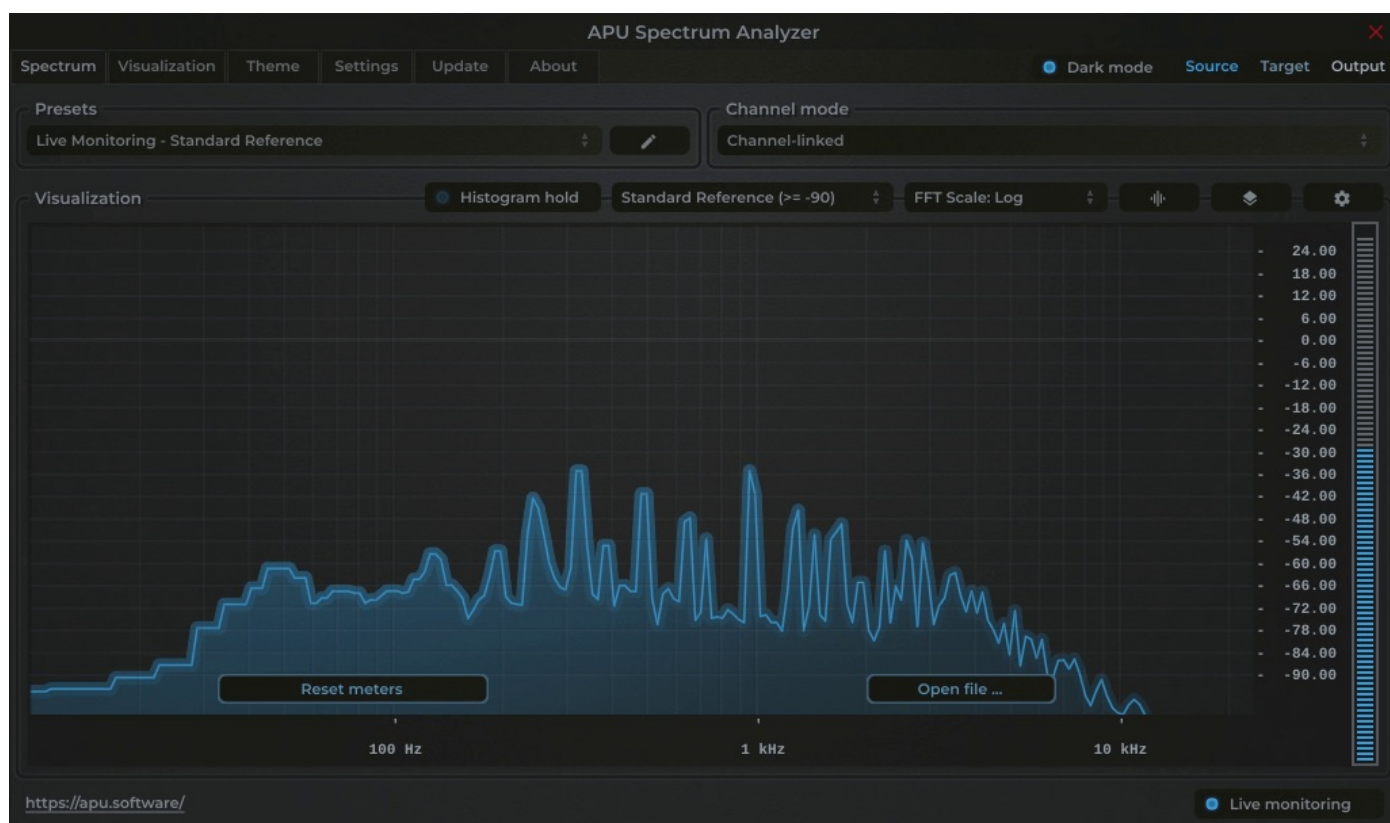 APU Spectrum Analyzer
Spectrum Visualization Theme Settings Update About Dark mode Source Target Output
Presets Channel mode
Live Monitoring - Standard Reference Channel-linked
Visualization Histogram hold Standard Reference (>= -90) FFT Scale: Log
24.00
18.00
12.00
6.00
0.00
-6.00
-12.00
-18.00
-24.00
-30.00
-36.00
-42.00
-48.00
-54.00
-60.00
-66.00
-72.00
-78.00
-84.00
-90.00
Reset meters Open file ...
100 Hz 1 kHz 10 kHz
https://apu.software/ Live monitoring